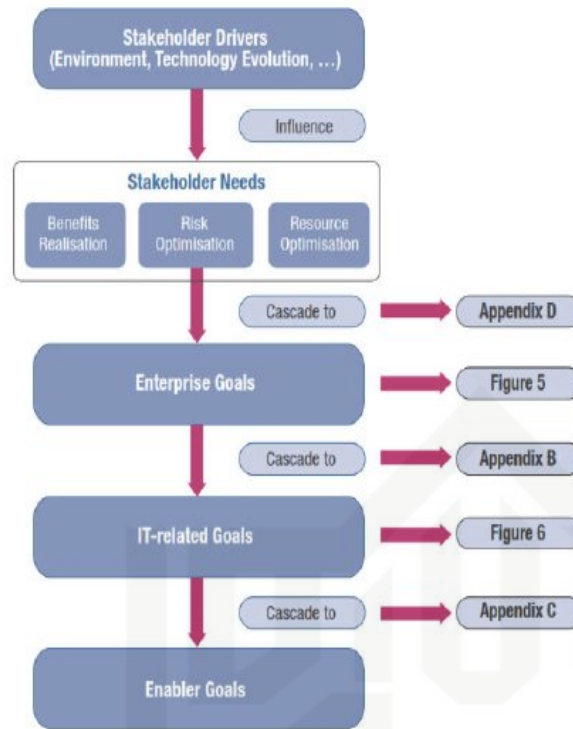 Stakeholder Drivers
(Environment, Technology Evolution, …)
Influence
Stakeholder Needs
Benefits
Realisation
Risk
Optimisation
Resource
Optimisation
Cascade to
Appendix D
Enterprise Goals
Figure 5
Cascade to
Appendix B
IT-related Goals
Figure 6
Cascade to
Appendix C
Enabler Goals